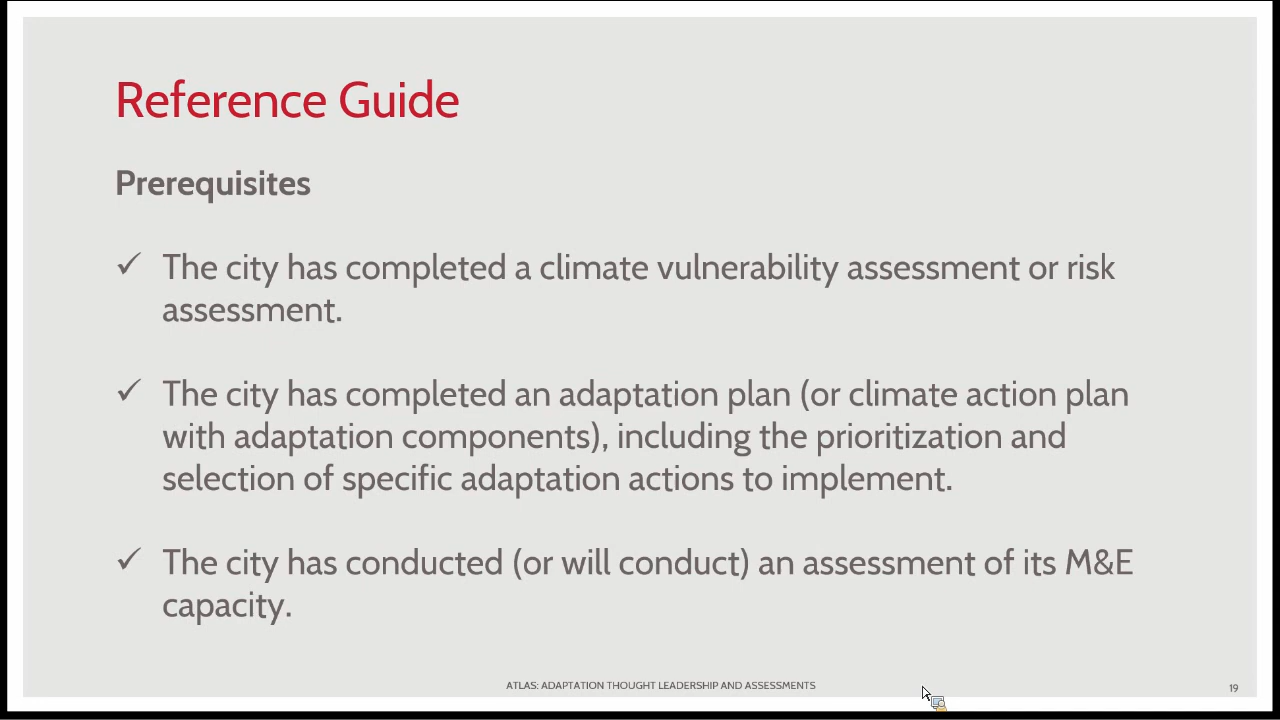 Reference Guide
Prerequisites
✓ The city has completed a climate vulnerability assessment or risk
assessment.
✓ The city has completed an adaptation plan (or climate action plan
with adaptation components), including the prioritization and
selection of specific adaptation actions to implement.
✓ The city has conducted (or will conduct) an assessment of its M&E
capacity.
ATLAS: ADAPTATION THOUGHT LEADERSHIP AND ASSESSMENTS
19